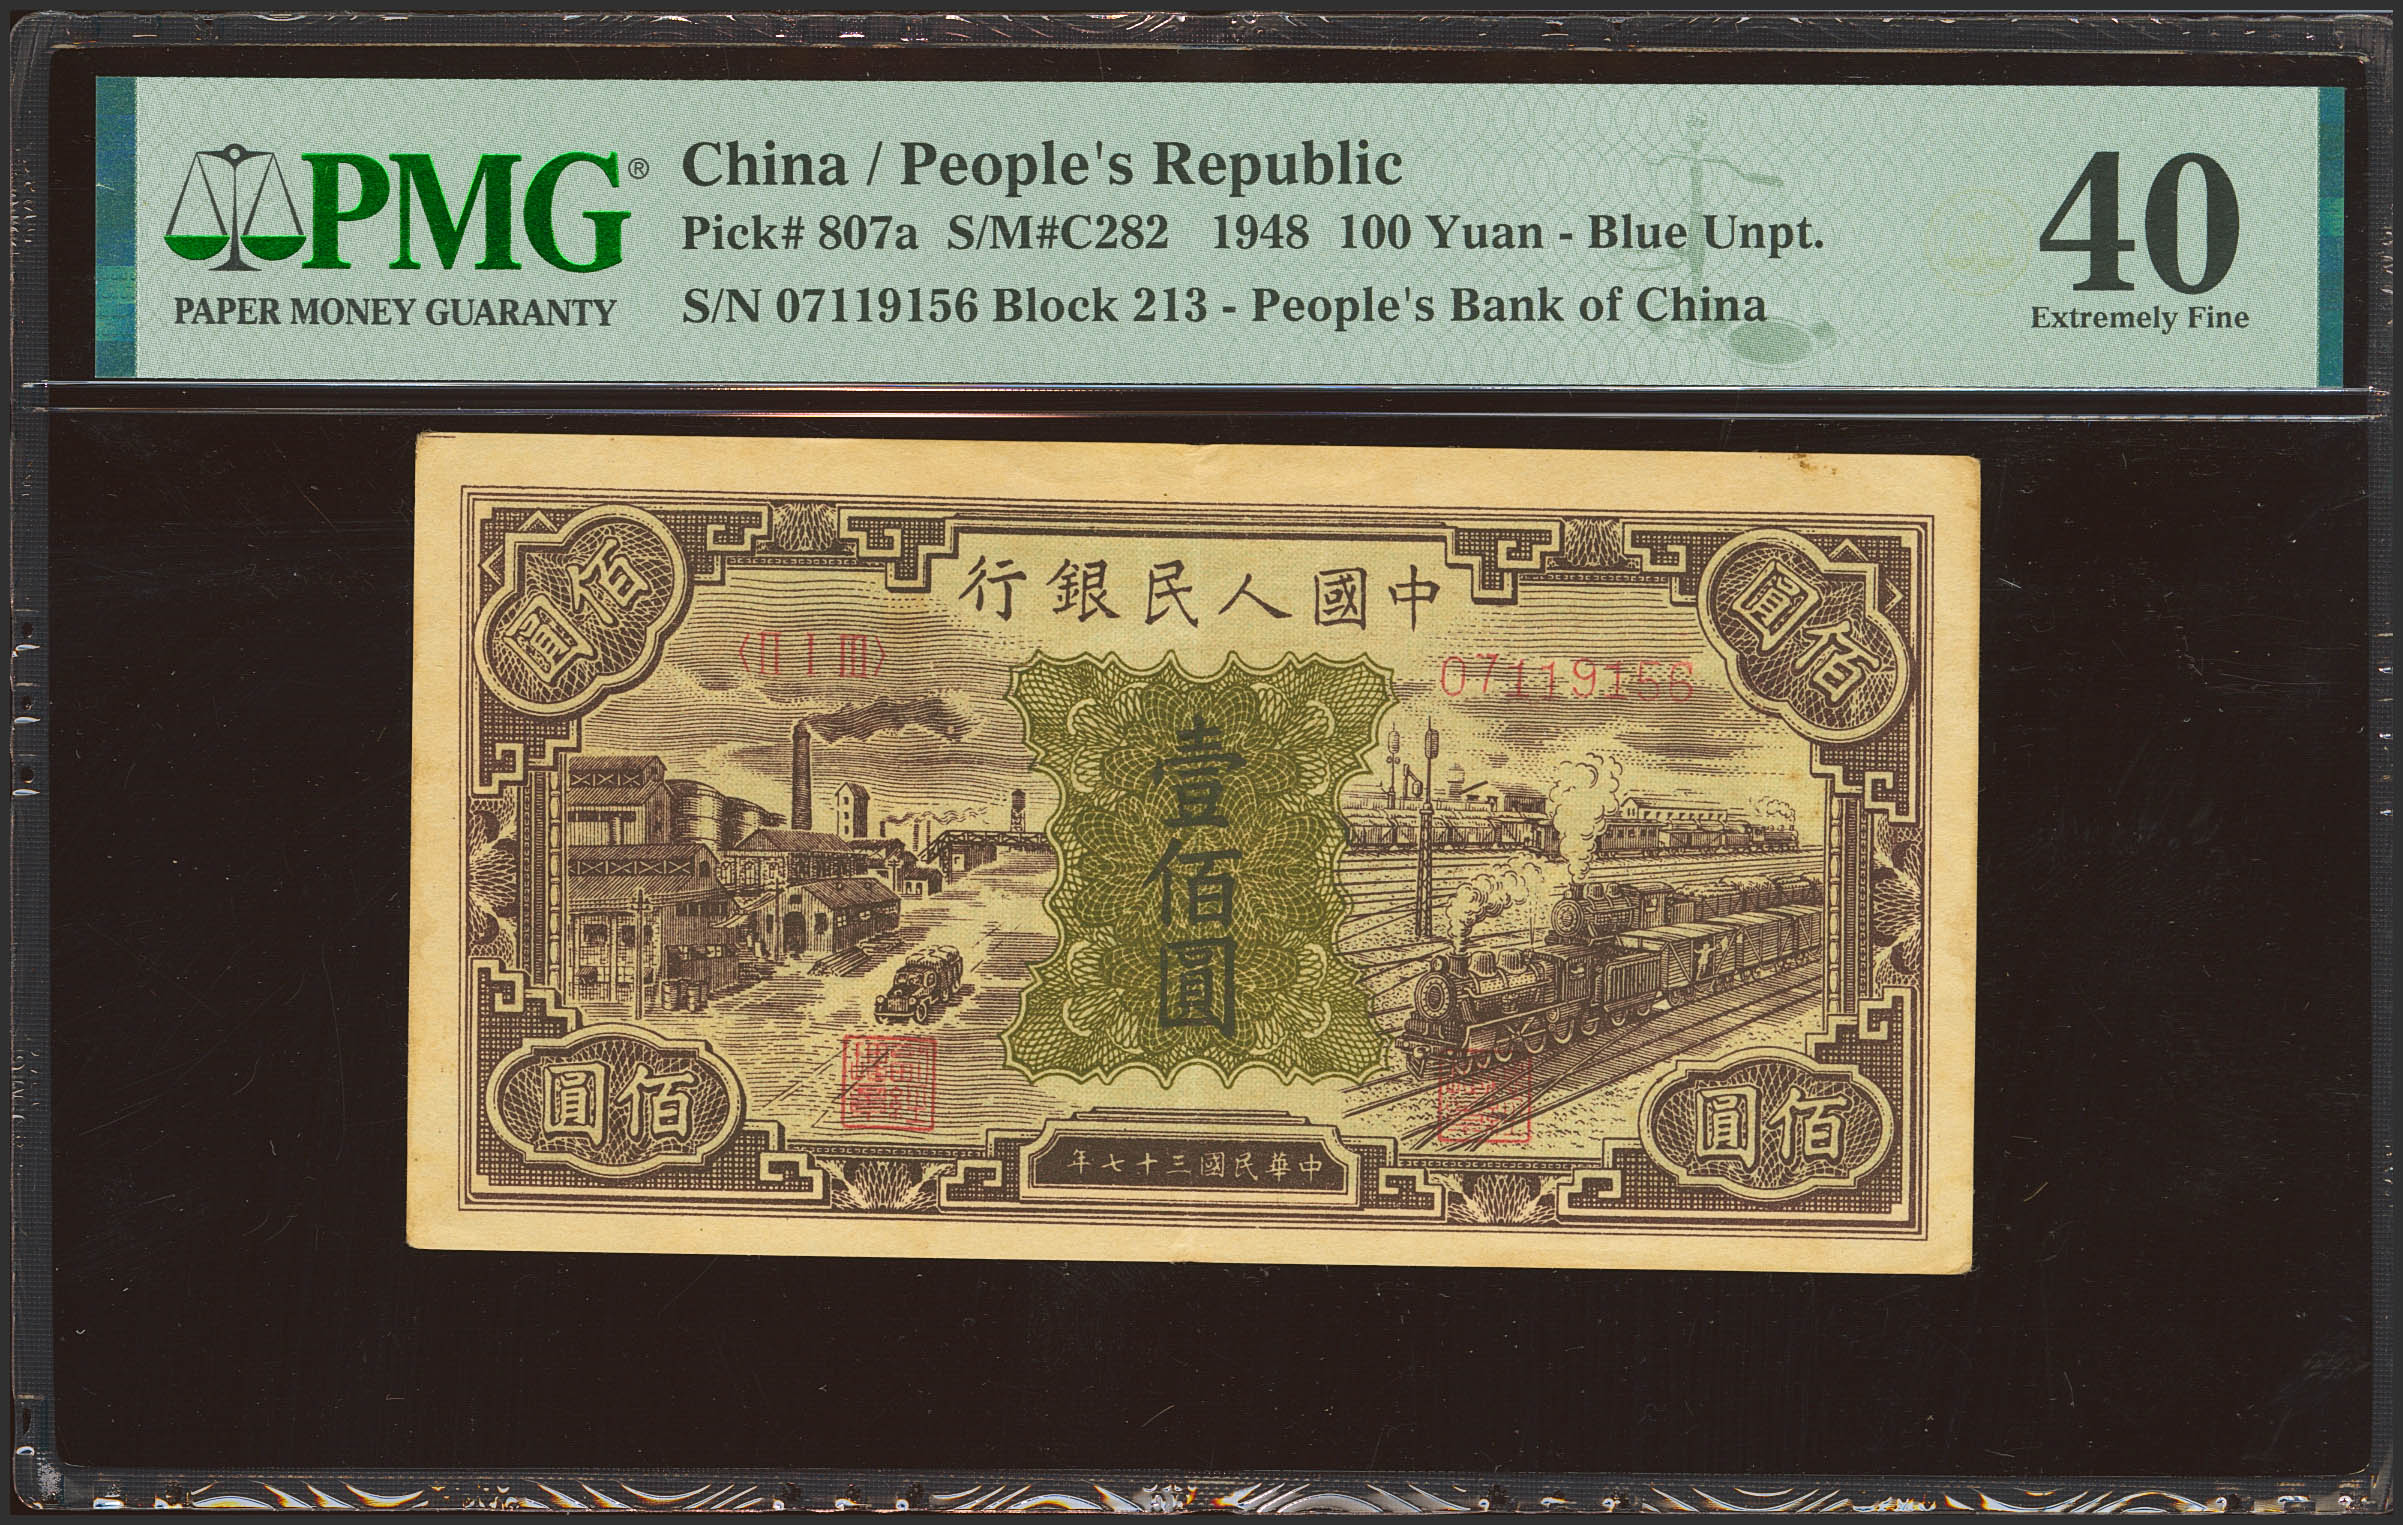 PMG®
PAPER MONEY GUARANTY
China / People's Republic
Pick# 807a S/M#C282 1948 100 Yuan - Blue Unpt.
S/N 07119156 Block 213 - People's Bank of China
40
Extremely Fine
行銀民人國中
圓佰
圓佰
〈II I III〉
07119156
壹佰圓
圓佰
圓佰
年七十三國民華中